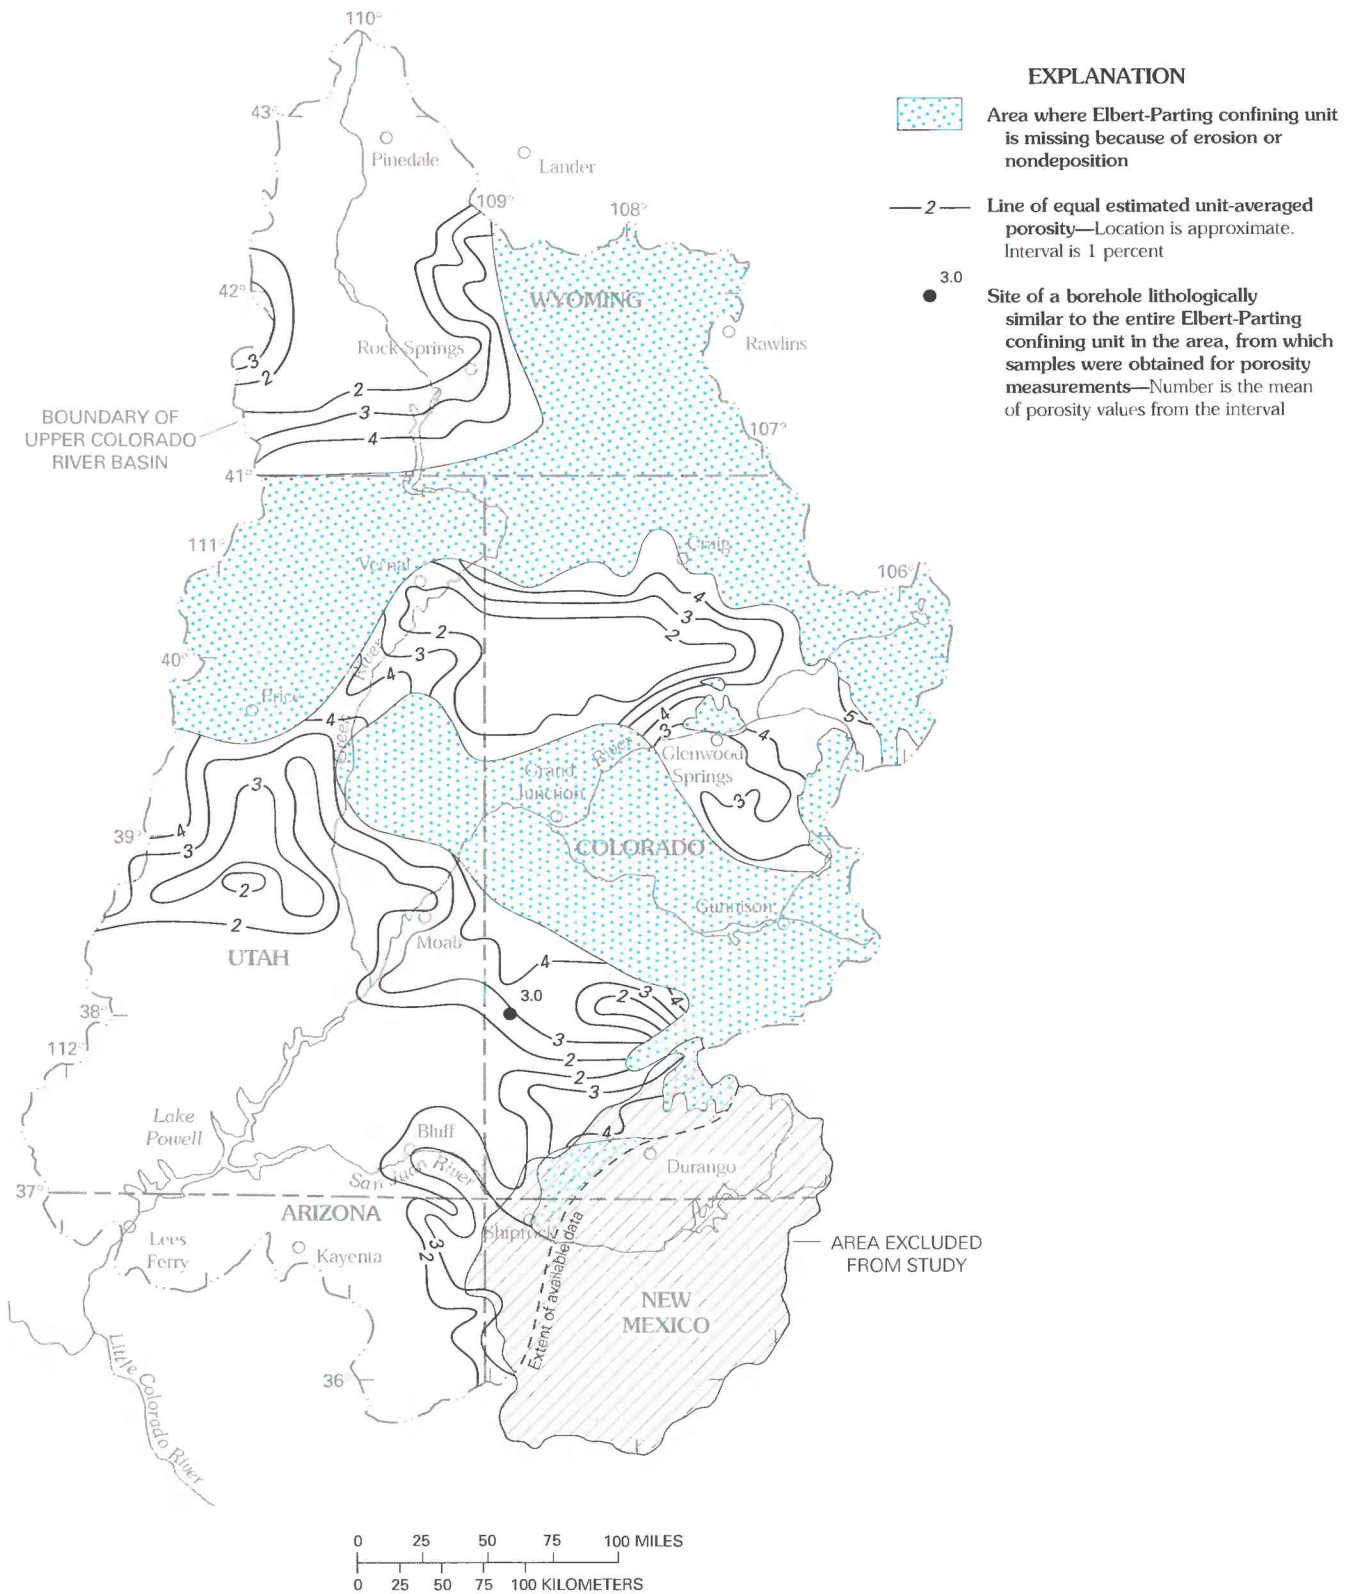 110°
EXPLANATION
Area where Elbert-Parting confining unit
is missing because of erosion or
nondeposition
43°
Pinedale
Lander
109°
108°
2
Line of equal estimated unit-averaged
porosity—Location is approximate.
Interval is 1 percent
3.0
Site of a borehole lithologically
similar to the entire Elbert-Parting
confining unit in the area, from which
samples were obtained for porosity
measurements—Number is the mean
of porosity values from the interval
42°
WYOMING
Rock Springs
Rawlins
3
2
2
3
4
BOUNDARY OF
UPPER COLORADO
RIVER BASIN
107°
41°
111°
Vernal
Craig
106°
4
3
2
2
3
4
40°
River
Price
4
Green
4
3
5
4
River
Glenwood
Springs
Grand
Junction
3
3
39°
4
3
COLORADO
2
2
Gunnison
UTAH
Moab
4
3.0
2
3
4
38°
3
2
112°
2
3
Lake
Powell
Bluff
4
San Juan River
Durango
37°
ARIZONA
Shiprock
Lees
Ferry
Kayenta
3
2
Extent of available data
AREA EXCLUDED
FROM STUDY
NEW
MEXICO
Little Colorado River
36°
0 25 50 75 100 MILES
0 25 50 75 100 KILOMETERS